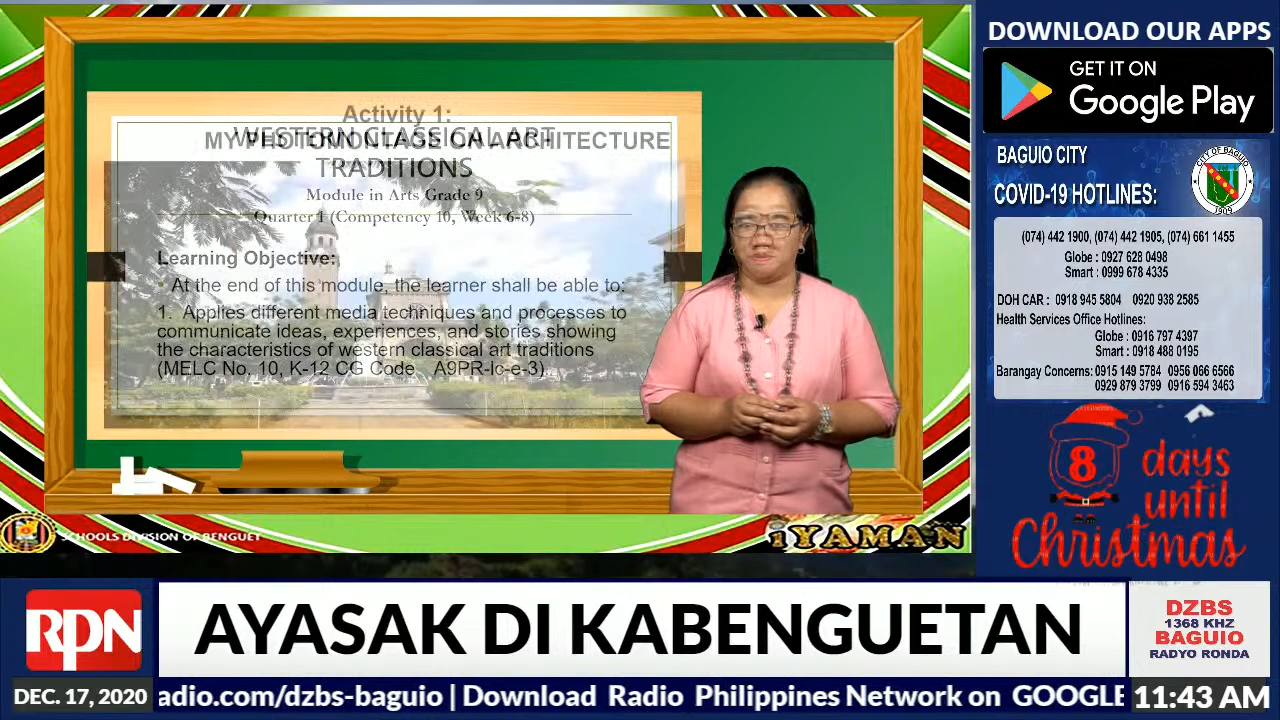 Activity 1:
MY PHOTOMONTAGE ON ARCHITECTURE
WESTERN CLASSICAL ART
TRADITIONS
Module in Arts Grade 9
Quarter 1 (Competency 10, Week 6-8)
Learning Objective:
• At the end of this module, the learner shall be able to:
1. Applies different media techniques and processes to
communicate ideas, experiences, and stories showing
the characteristics of western classical art traditions
(MELC No. 10, K-12 CG Code A9PR-Ic-e-3)
SCHOOLS DIVISION OF BENGUET
iYAMAN
DOWNLOAD OUR APPS
GET IT ON
Google Play
BAGUIO CITY
COVID-19 HOTLINES:
CITY OF BAGUIO
1909
(074) 442 1900, (074) 442 1905, (074) 661 1455
Globe : 0927 628 0498
Smart : 0999 678 4335
DOH CAR : 0918 945 5804 0920 938 2585
Health Services Office Hotlines:
Globe : 0916 797 4397
Smart : 0918 488 0195
Barangay Concerns: 0915 149 5784 0956 066 6566
0929 879 3799 0916 594 3463
8 days
until
Christmas
RPN
AYASAK DI KABENGUETAN
DZBS
1368 KHZ
BAGUIO
RADYO RONDA
DEC. 17, 2020
adio.com/dzbs-baguio | Download Radio Philippines Network on GOOGLE
11:43 AM